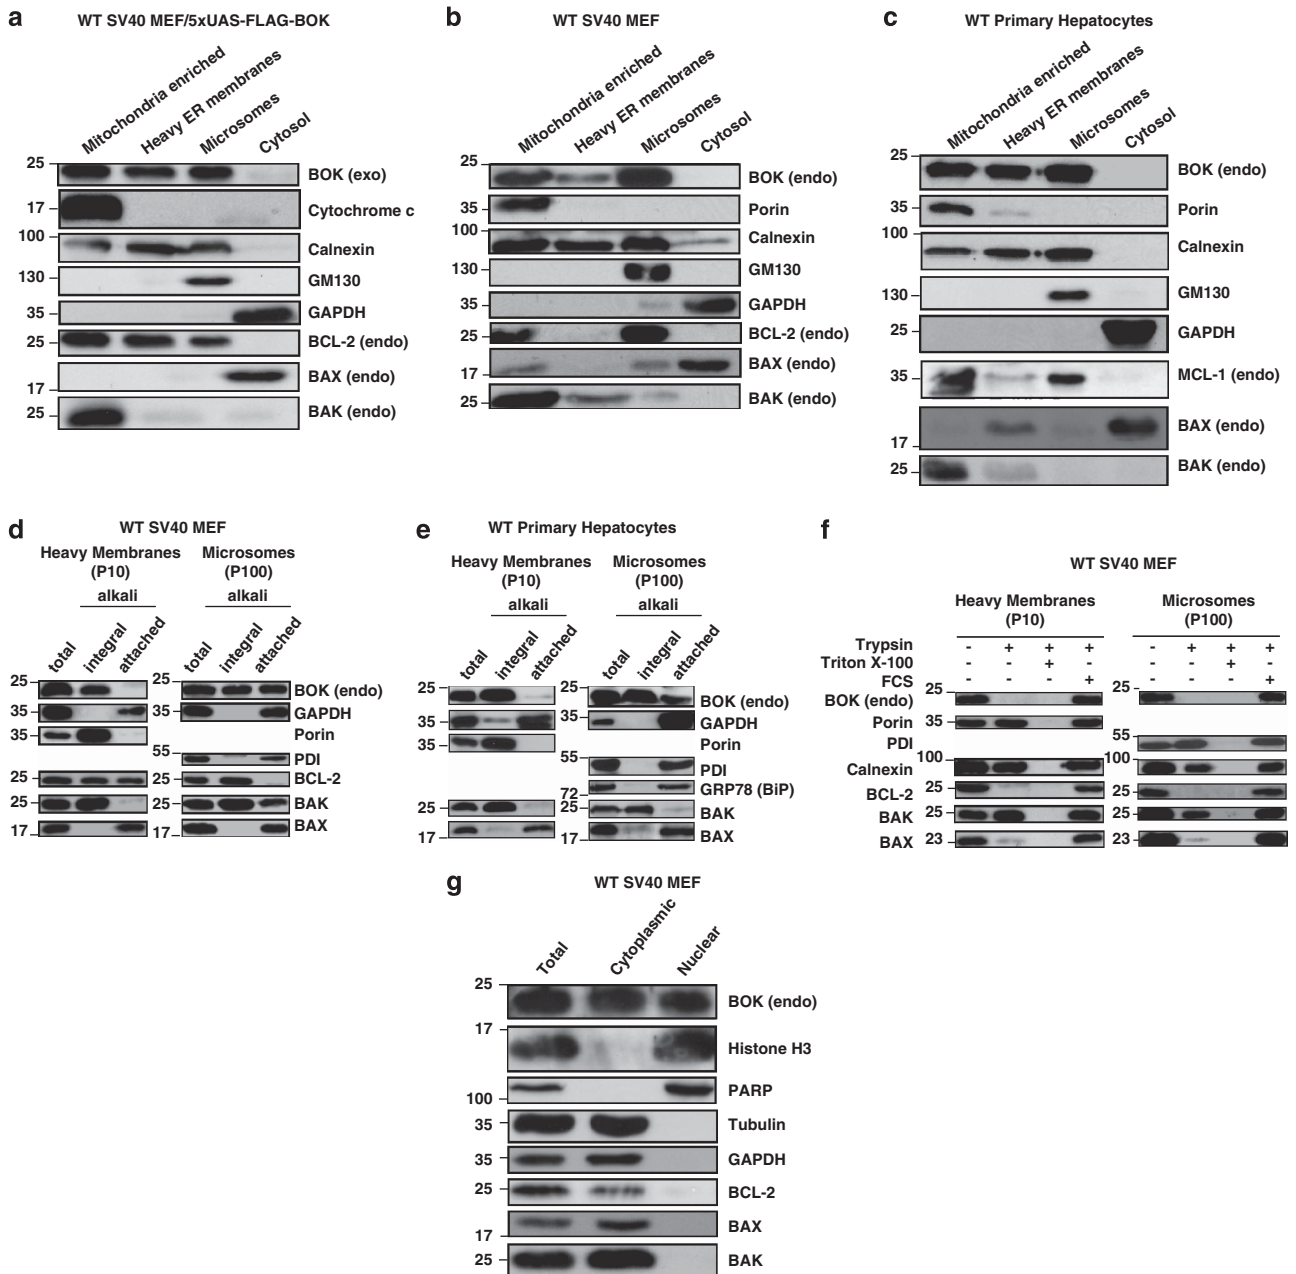 a
WT SV40 MEF/5xUAS-FLAG-BOK
Mitochondria enriched
Heavy ER membranes
Microsomes
Cytosol
25
BOK (exo)
17
Cytochrome c
100
Calnexin
130
GM130
35
GAPDH
25
BCL-2 (endo)
17
BAX (endo)
25
BAK (endo)
b
WT SV40 MEF
Mitochondria enriched
Heavy ER membranes
Microsomes
Cytosol
25
BOK (endo)
35
Porin
100
Calnexin
130
GM130
35
GAPDH
25
BCL-2 (endo)
17
BAX (endo)
25
BAK (endo)
c
WT Primary Hepatocytes
Mitochondria enriched
Heavy ER membranes
Microsomes
Cytosol
25
BOK (endo)
35
Porin
100
Calnexin
130
GM130
25
GAPDH
35
MCL-1 (endo)
17
BAX (endo)
25
BAK (endo)
d
WT SV40 MEF
Heavy Membranes
(P10)
alkali
total
integral
attached
Microsomes
(P100)
alkali
total
integral
attached
25
25
BOK (endo)
35
35
GAPDH
35
Porin
55
PDI
25
25
BCL-2
25
25
BAK
17
17
BAX
e
WT Primary Hepatocytes
Heavy Membranes
(P10)
alkali
total
integral
attached
Microsomes
(P100)
alkali
total
integral
attached
25
25
BOK (endo)
35
35
GAPDH
35
Porin
55
PDI
72
GRP78 (BiP)
25
25
BAK
17
17
BAX
f
WT SV40 MEF
Heavy Membranes
(P10)
Microsomes
(P100)
Trypsin - + + + - + + +
Triton X-100 - - + - - - + -
FCS - - - + - - - +
BOK (endo)
25
25
Porin
35
PDI
55
Calnexin
100
100
BCL-2
25
25
BAK
25
25
BAX
23
23
g
WT SV40 MEF
Total
Cytoplasmic
Nuclear
25
BOK (endo)
17
Histone H3
100
PARP
35
Tubulin
35
GAPDH
25
BCL-2
17
BAX
25
BAK